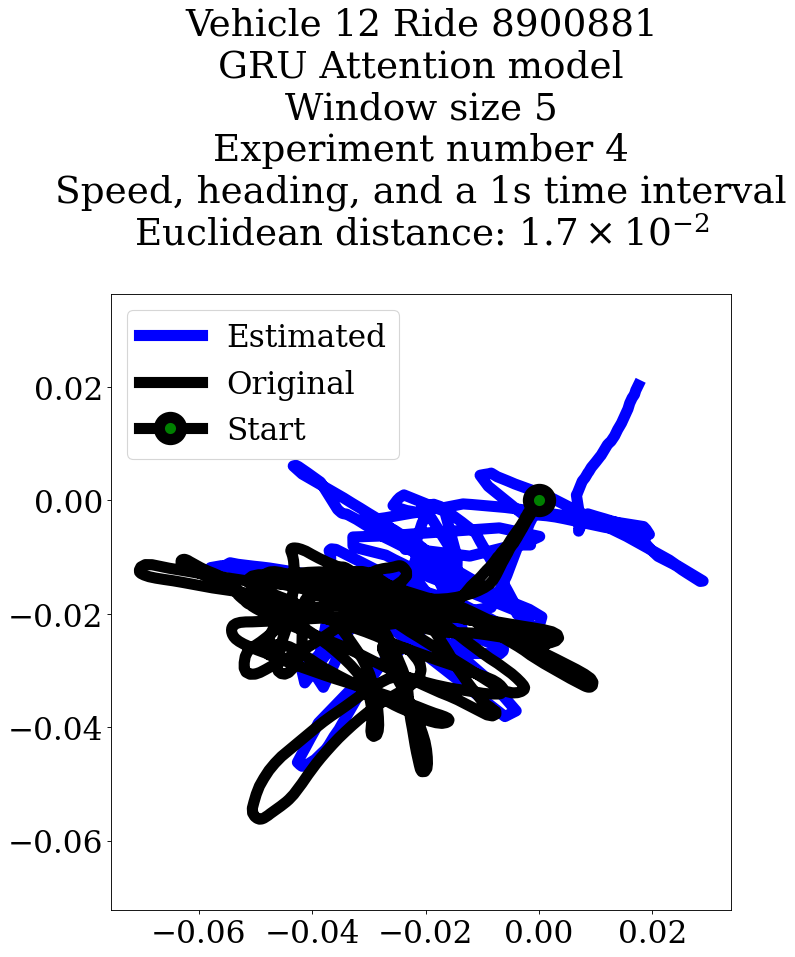 Vehicle 12 Ride 8900881
GRU Attention model
Window size 5
Experiment number 4
Speed, heading, and a 1s time interval
Euclidean distance: 1.7 × 10⁻²
Estimated
Original
Start
0.02
0.00
−0.02
−0.04
−0.06
−0.06 −0.04 −0.02 0.00 0.02